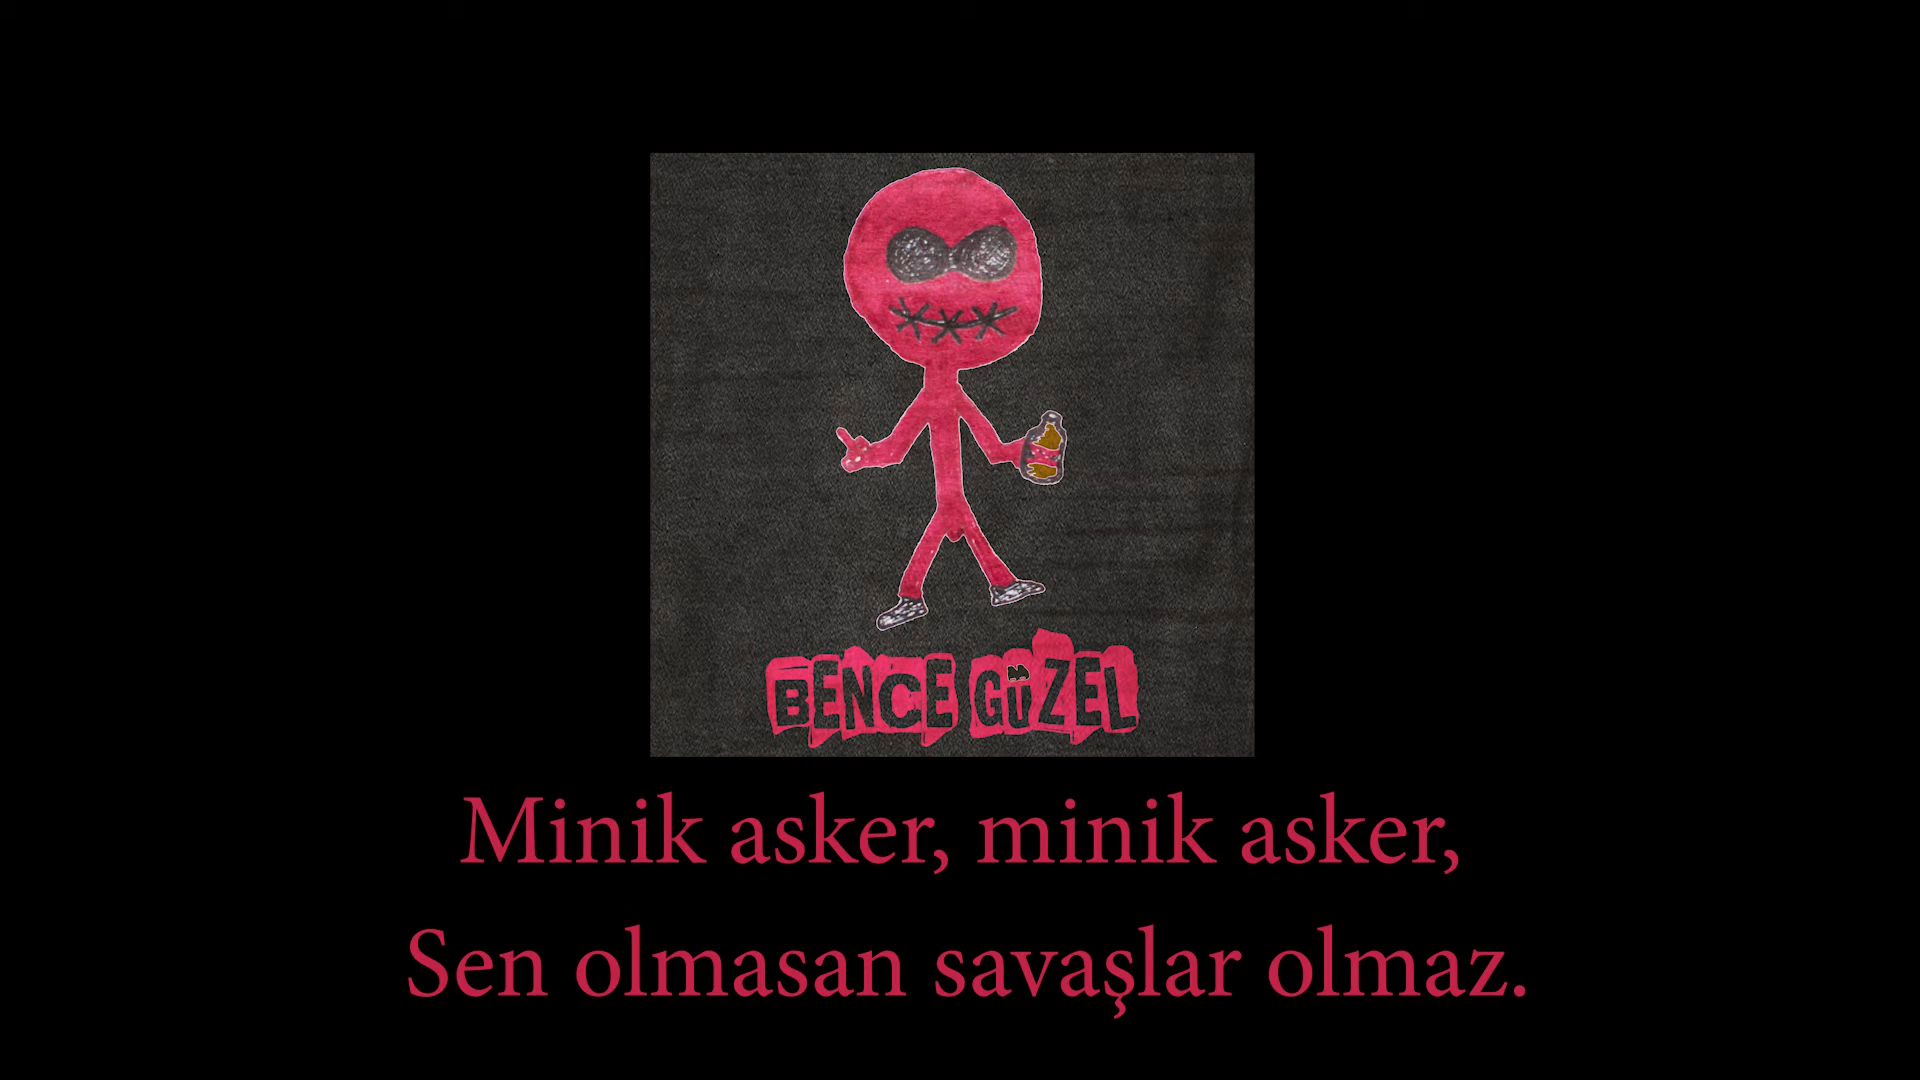 BENCE GÜZEL
Minik asker, minik asker,
Sen olmasan savaşlar olmaz.